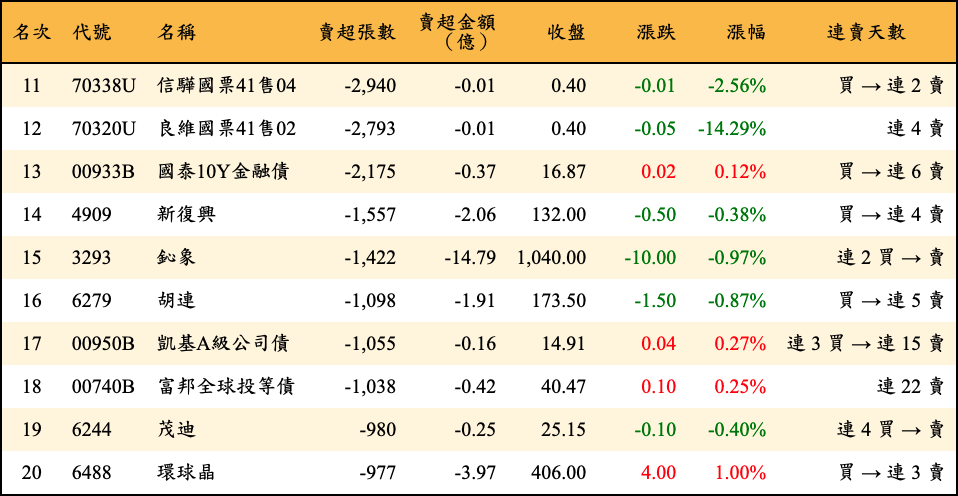 名次 代號 名稱 賣超張數 賣超金額（億） 收盤 漲跌 漲幅 連賣天數
11 70338U 信驊國票41售04 -2,940 -0.01 0.40 -0.01 -2.56% 買 → 連 2 賣
12 70320U 良維國票41售02 -2,793 -0.01 0.40 -0.05 -14.29% 連 4 賣
13 00933B 國泰10Y金融債 -2,175 -0.37 16.87 0.02 0.12% 買 → 連 6 賣
14 4909 新復興 -1,557 -2.06 132.00 -0.50 -0.38% 買 → 連 4 賣
15 3293 鈊象 -1,422 -14.79 1,040.00 -10.00 -0.97% 連 2 買 → 賣
16 6279 胡連 -1,098 -1.91 173.50 -1.50 -0.87% 買 → 連 5 賣
17 00950B 凱基A級公司債 -1,055 -0.16 14.91 0.04 0.27% 連 3 買 → 連 15 賣
18 00740B 富邦全球投等債 -1,038 -0.42 40.47 0.10 0.25% 連 22 賣
19 6244 茂迪 -980 -0.25 25.15 -0.10 -0.40% 連 4 買 → 賣
20 6488 環球晶 -977 -3.97 406.00 4.00 1.00% 買 → 連 3 賣